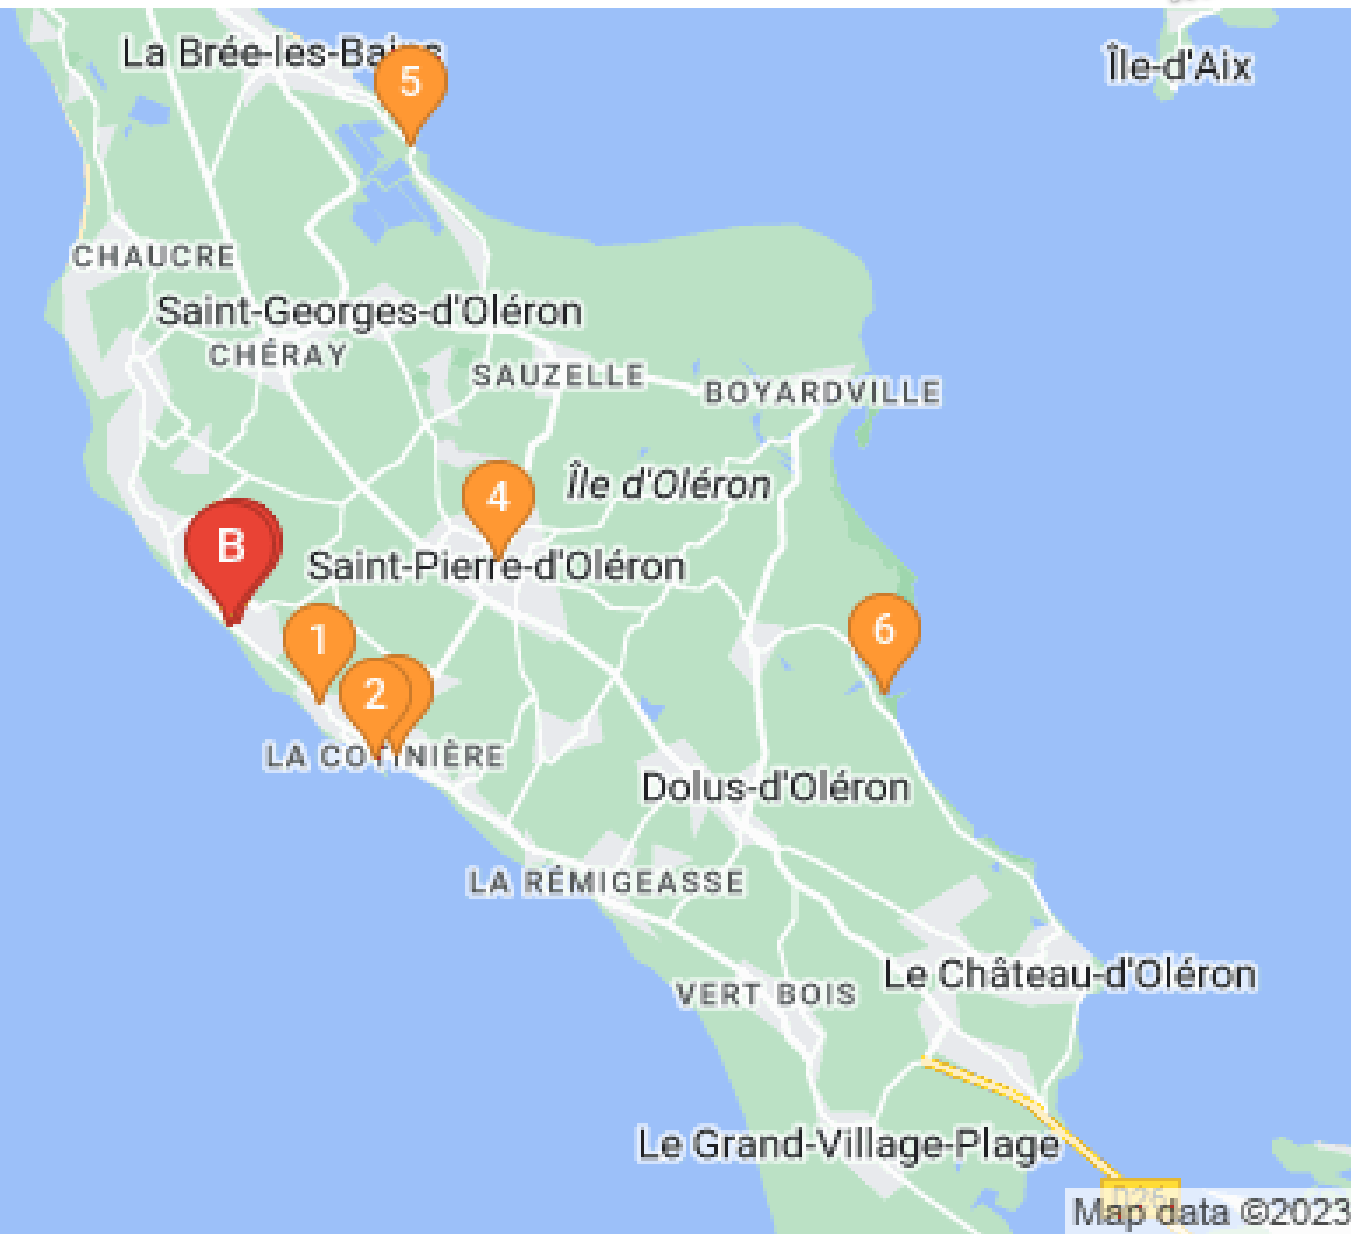 La Brée-les-Bains
5
Île-d'Aix
CHAUCRE
Saint-Georges-d'Oléron
CHÉRAY
SAUZELLE
BOYARDVILLE
4
Île d'Oléron
B
Saint-Pierre-d'Oléron
1
6
2
LA COTINIÈRE
Dolus-d'Oléron
LA RÉMIGEASSE
Le Château-d'Oléron
VERT BOIS
Le Grand-Village-Plage
D26
Map data ©2023